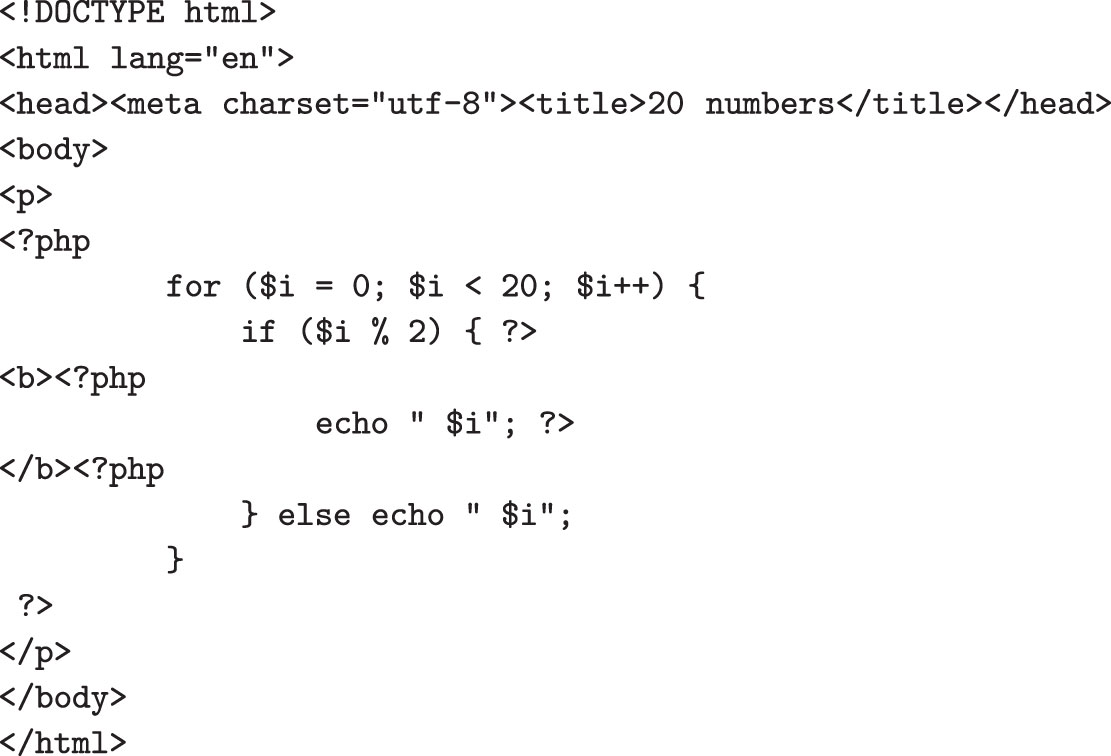 <!DOCTYPE html>
<html lang="en">
<head><meta charset="utf-8"><title>20 numbers</title></head>
<body>
<p>
<?php
         for ($i = 0; $i < 20; $i++) {
             if ($i % 2) { ?>
<b><?php
                 echo " $i"; ?>
</b><?php
             } else echo " $i";
         }
 ?>
</p>
</body>
</html>